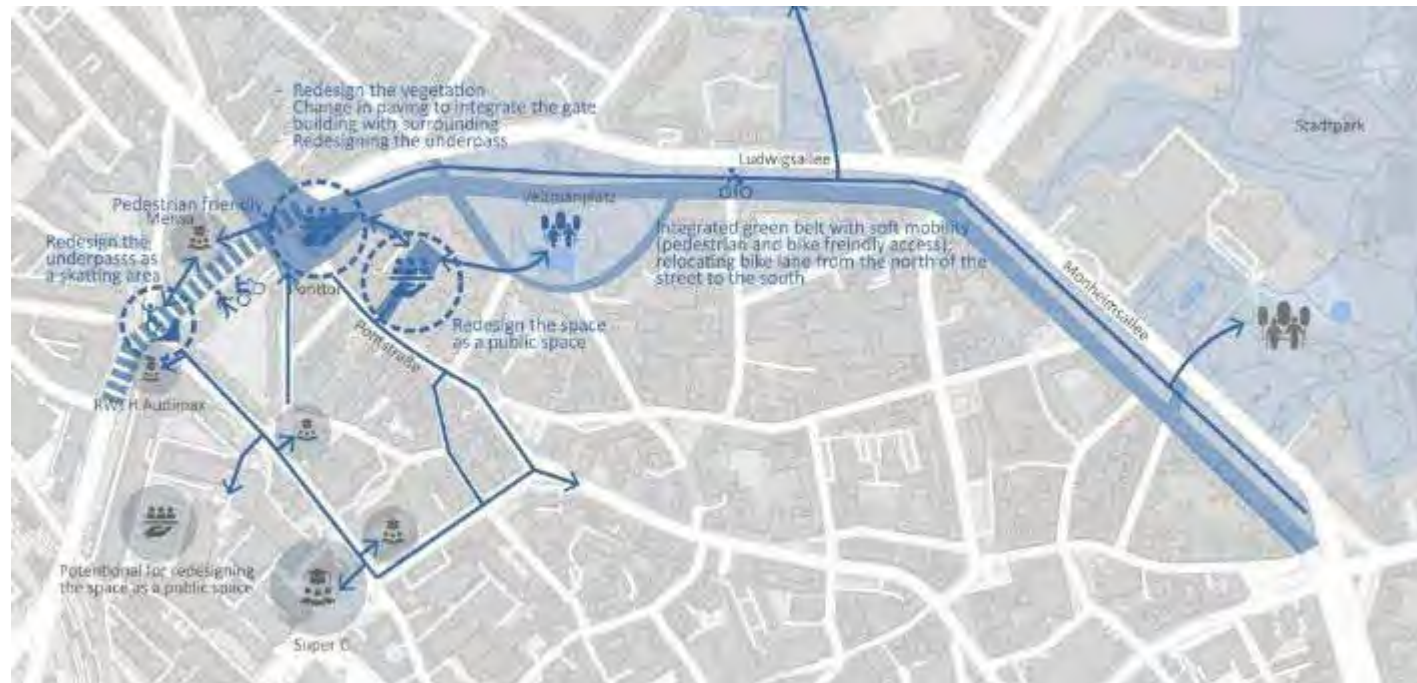 - Redesign the vegetation
- Change in paving to integrate the gate
building with surrounding
- Redesigning the underpass
Stadtpark
Ludwigsallee
Pedestrian friendly
Mensa
Redesign the
underpasss as
a skatting area
Veltmanplatz
Integrated green belt with soft mobility
(pedestrian and bike freindly access);
relocating bike lane from the north of the
street to the south
Ponttor
Monheimsallee
Pontstraße
- Redesign the space
as a public space
RWTH Audimax
Potentional for redesigning
the space as a public space
Super C